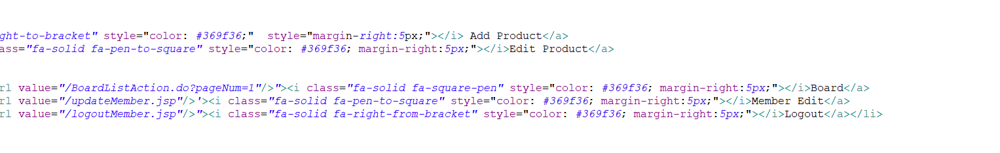 ght-to-bracket" style="color: #369f36;"  style="margin-right:5px;"></i> Add Product</a>
ass="fa-solid fa-pen-to-square" style="color: #369f36; margin-right:5px;"></i>Edit Product</a>
rl value="/BoardListAction.do?pageNum=1"/>"><i class="fa-solid fa-square-pen" style="color: #369f36; margin-right:5px;"></i>Board</a>
rl value="/updateMember.jsp"/>'><i class="fa-solid fa-pen-to-square" style="color: #369f36; margin-right:5px;"></i>Member Edit</a>
rl value="/logoutMember.jsp"/>"><i class="fa-solid fa-right-from-bracket" style="color: #369f36; margin-right:5px;"></i>Logout</a></li>